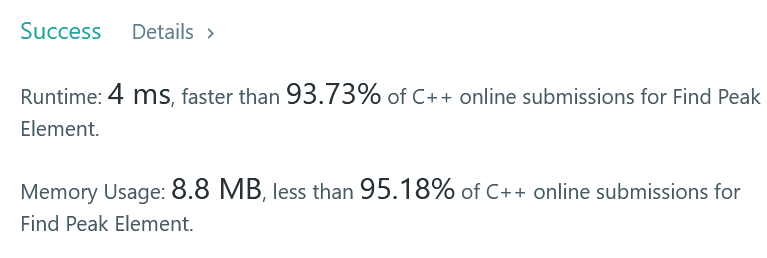 Success Details >
Runtime: 4 ms, faster than 93.73% of C++ online submissions for Find Peak
Element.
Memory Usage: 8.8 MB, less than 95.18% of C++ online submissions for
Find Peak Element.